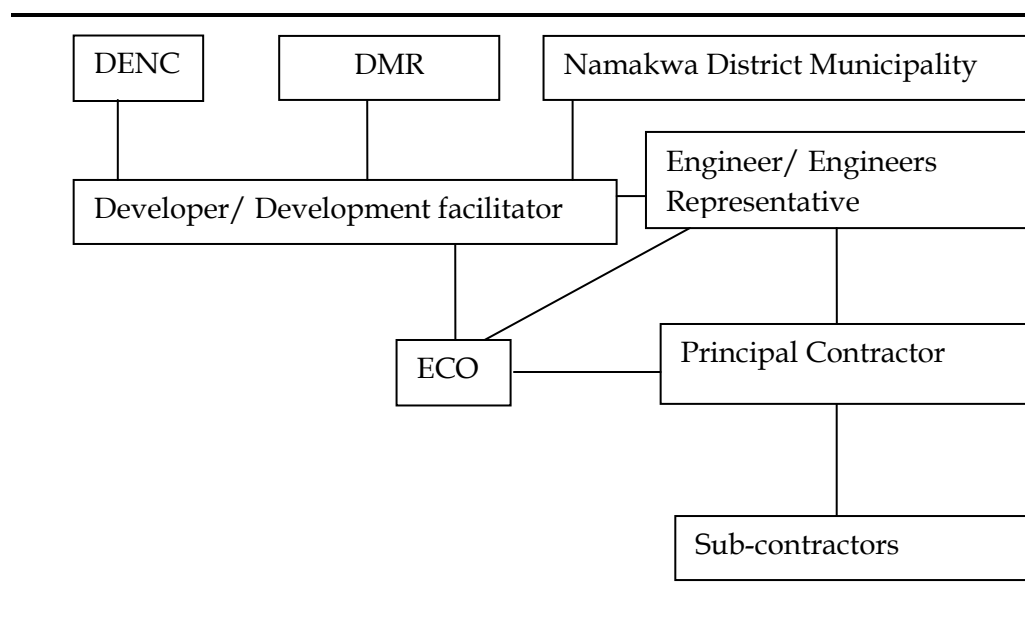 DENC
DMR
Namakwa District Municipality
Engineer/ Engineers
Representative
Developer/ Development facilitator
Principal Contractor
ECO
Sub-contractors